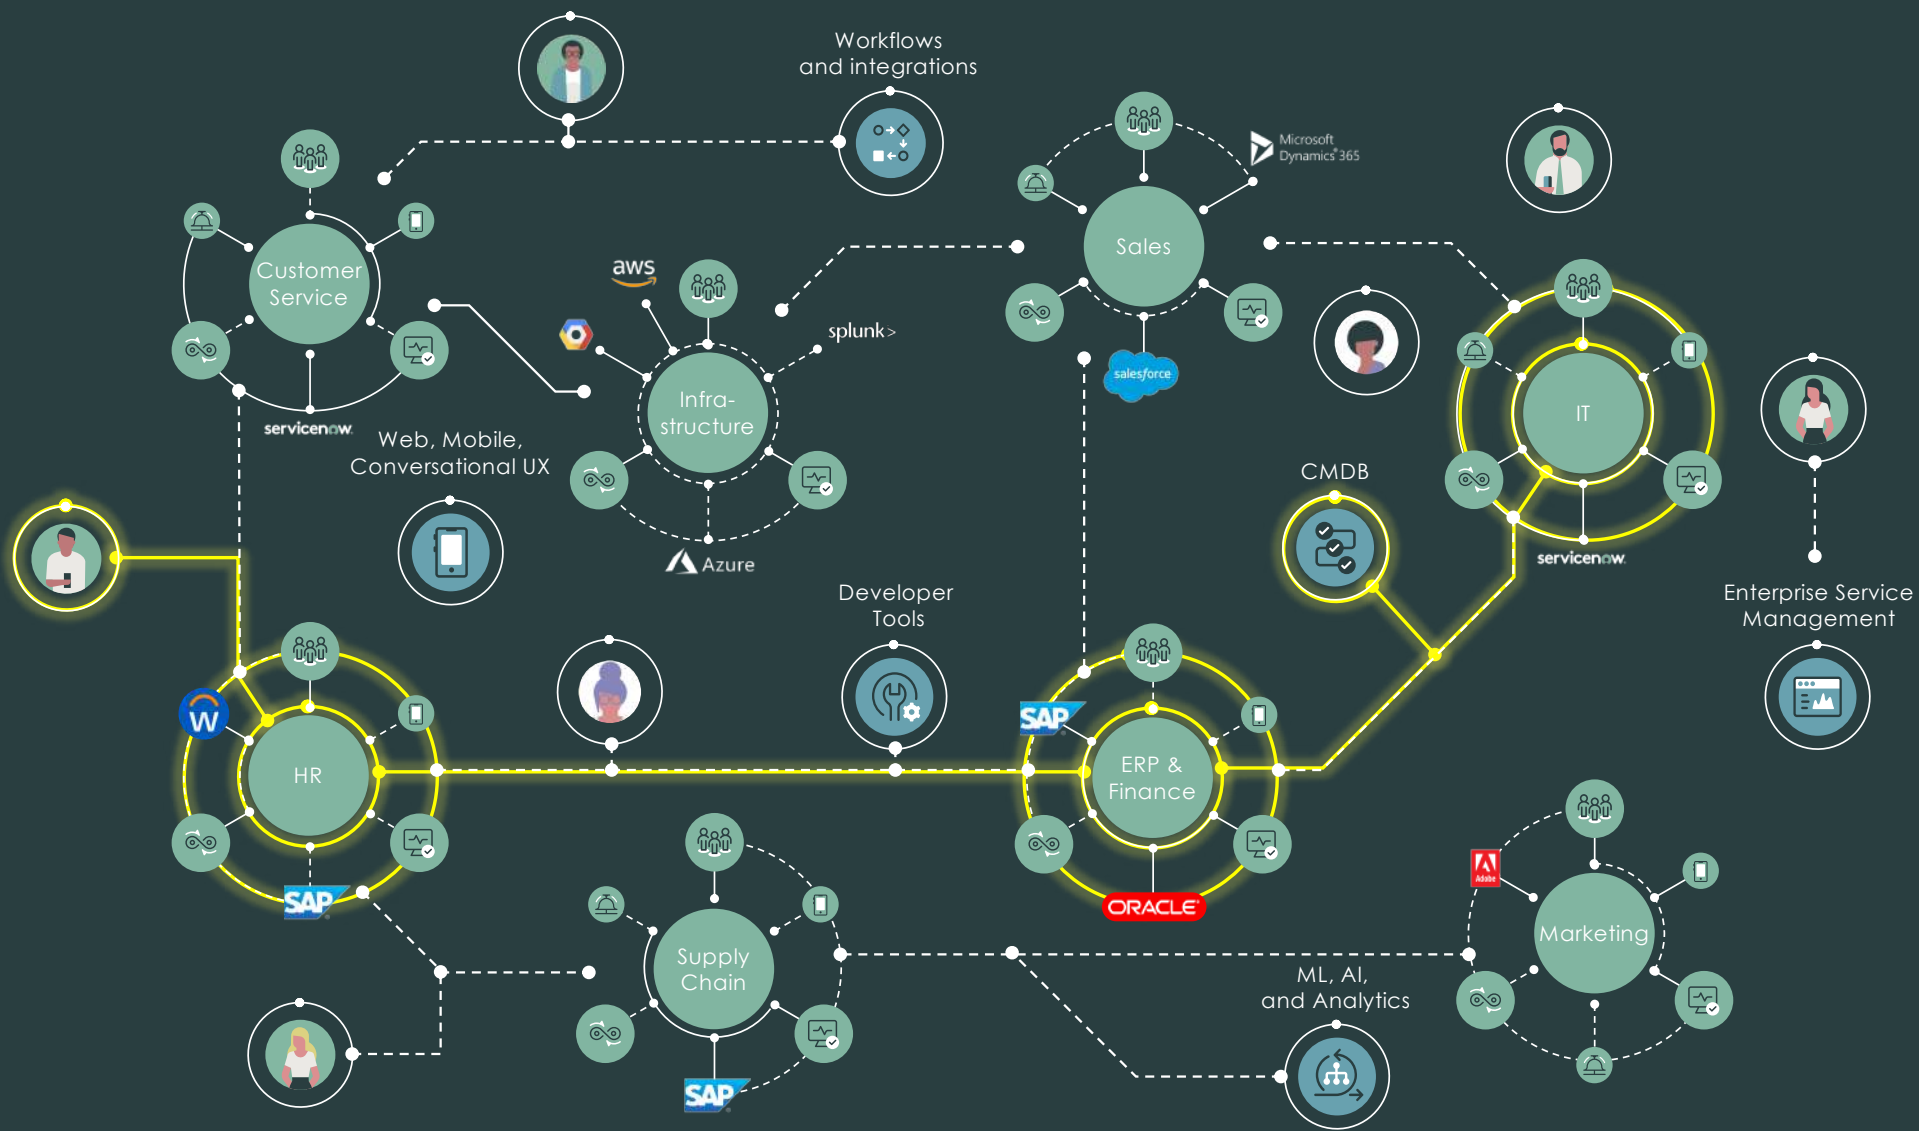 Workflows
and integrations
Microsoft
Dynamics 365
Customer
Service
servicenow.
aws
splunk>
Infra-
structure
Azure
Sales
salesforce
IT
servicenow.
Web, Mobile,
Conversational UX
CMDB
Developer
Tools
Enterprise Service
Management
W
HR
SAP
SAP
ERP &
Finance
ORACLE
Supply
Chain
SAP
Adobe
Marketing
ML, AI,
and Analytics